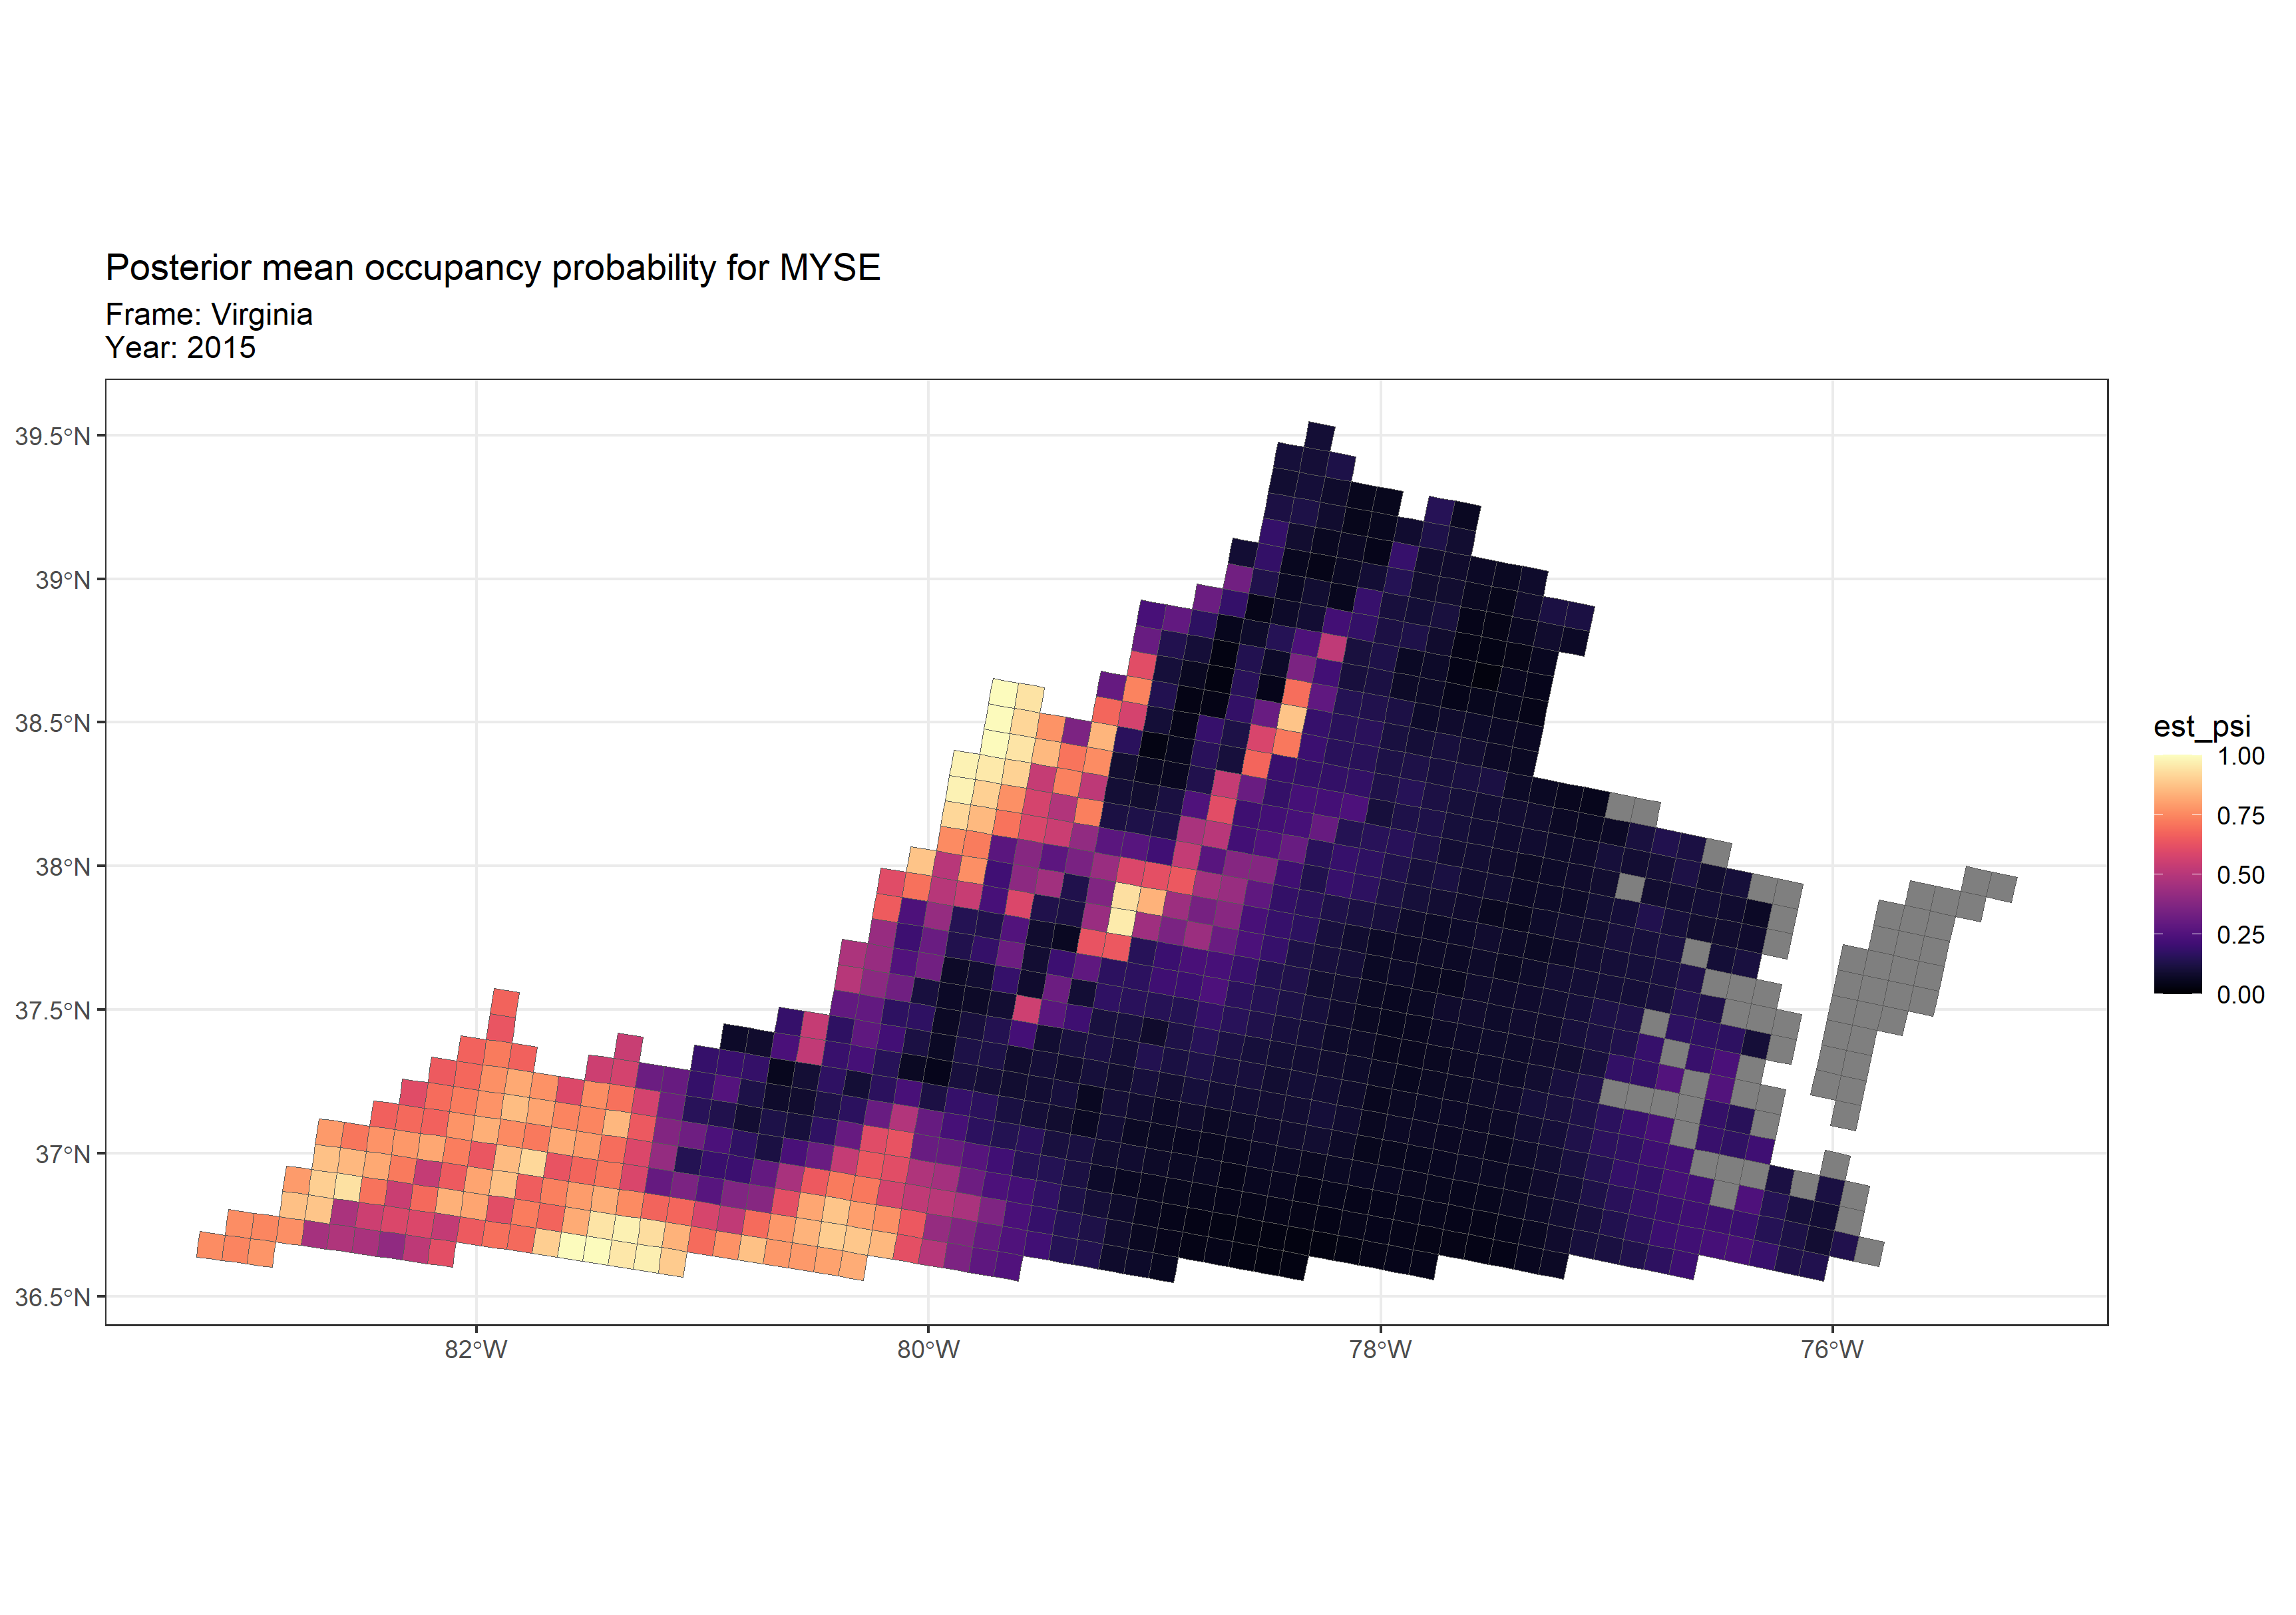 Posterior mean occupancy probability for MYSE
Frame: Virginia
Year: 2015
39.5°N
39°N
38.5°N
38°N
37.5°N
37°N
36.5°N
82°W
80°W
78°W
76°W
est_psi
1.00
0.75
0.50
0.25
0.00